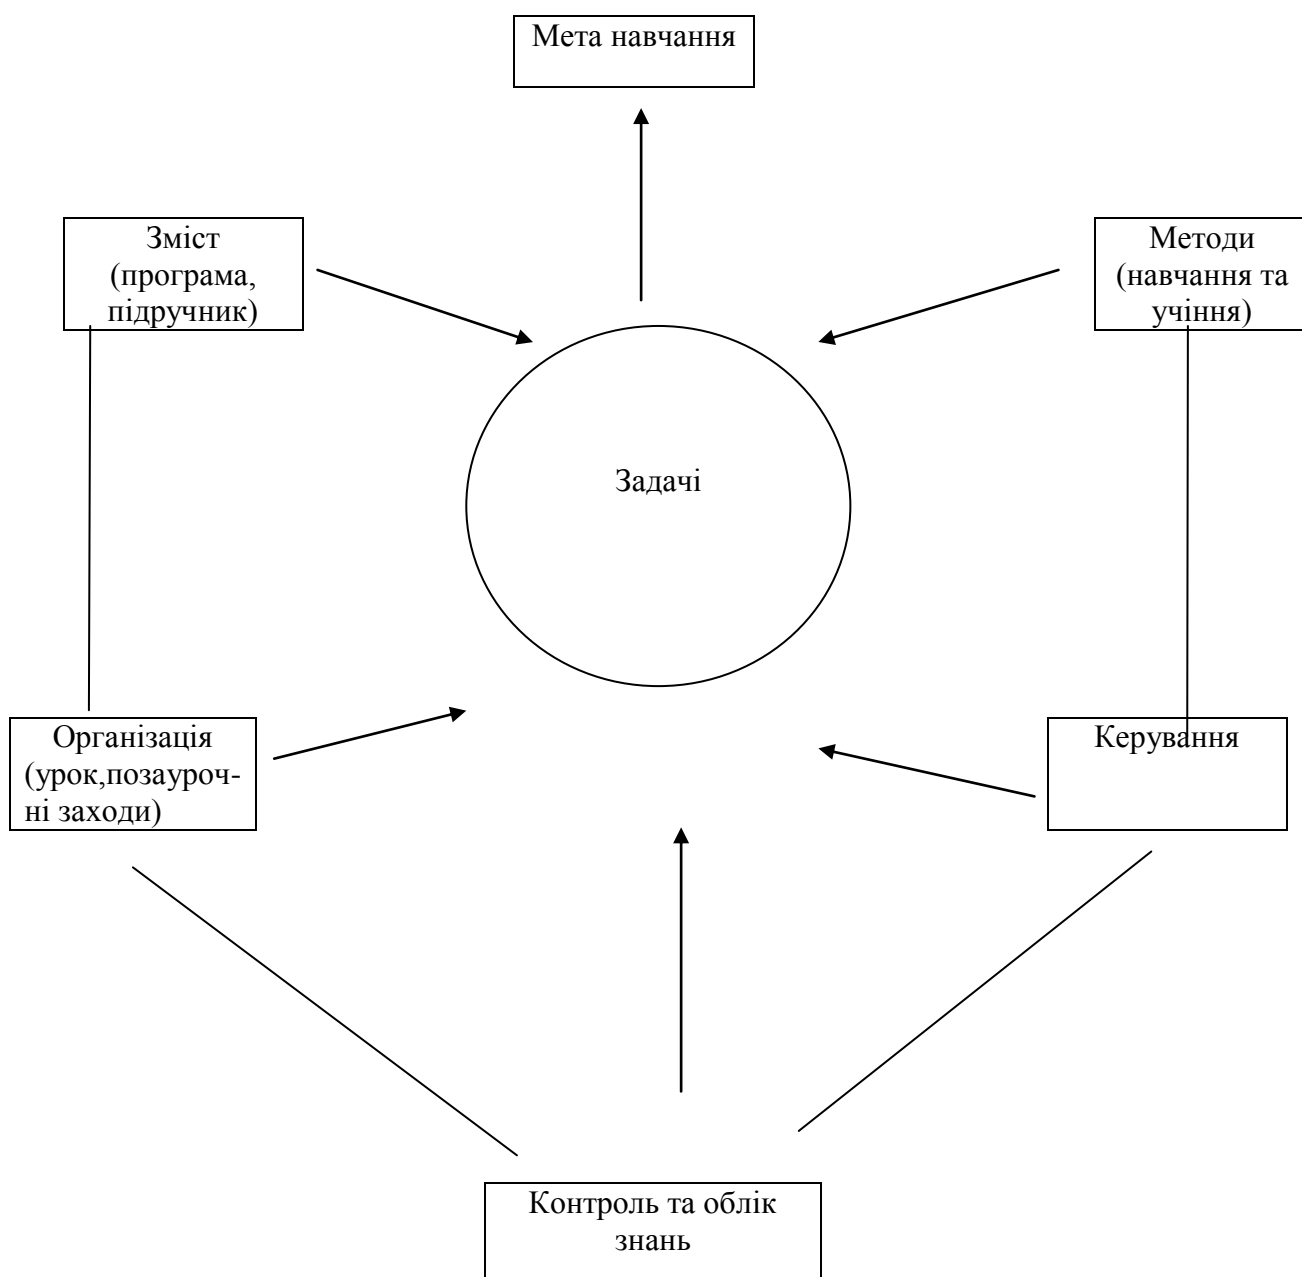 Мета навчання
Зміст
(програма,
підручник)
Методи
(навчання та
учіння)
Задачі
Організація
(урок,позауроч-
ні заходи)
Керування
Контроль та облік
знань